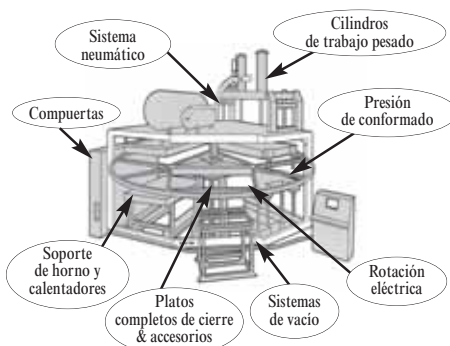 Cilindros
de trabajo pesado
Sistema
neumático
Compuertas
Presión
de conformado
Soporte
de horno y
calentadores
Platos
completos de cierre
& accesorios
Sistemas
de vacío
Rotación
eléctrica